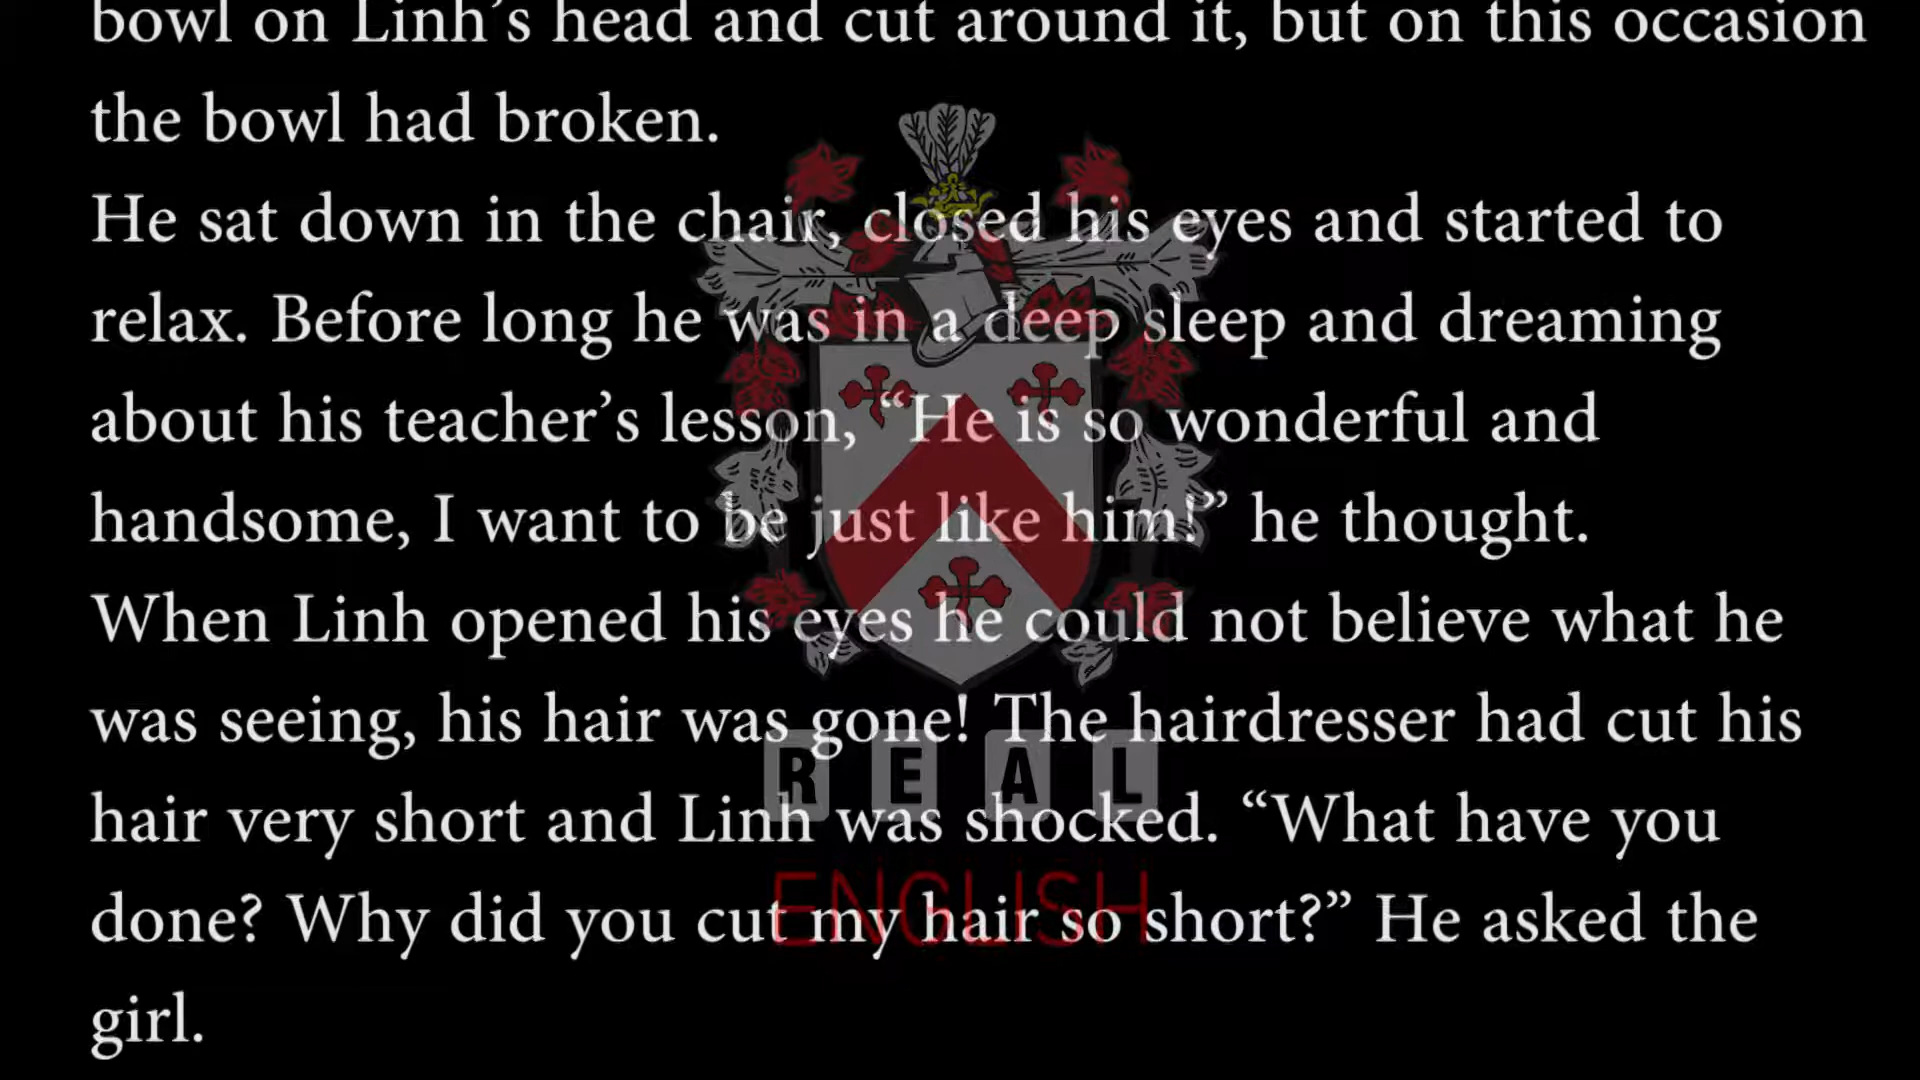 bowl on Linh’s head and cut around it, but on this occasion
the bowl had broken.
He sat down in the chair, closed his eyes and started to
relax. Before long he was in a deep sleep and dreaming
about his teacher’s lesson, “He is so wonderful and
handsome, I want to be just like him!” he thought.
When Linh opened his eyes he could not believe what he
was seeing, his hair was gone! The hairdresser had cut his
REAL
hair very short and Linh was shocked. “What have you
ENGLISH
done? Why did you cut my hair so short?” He asked the
girl.